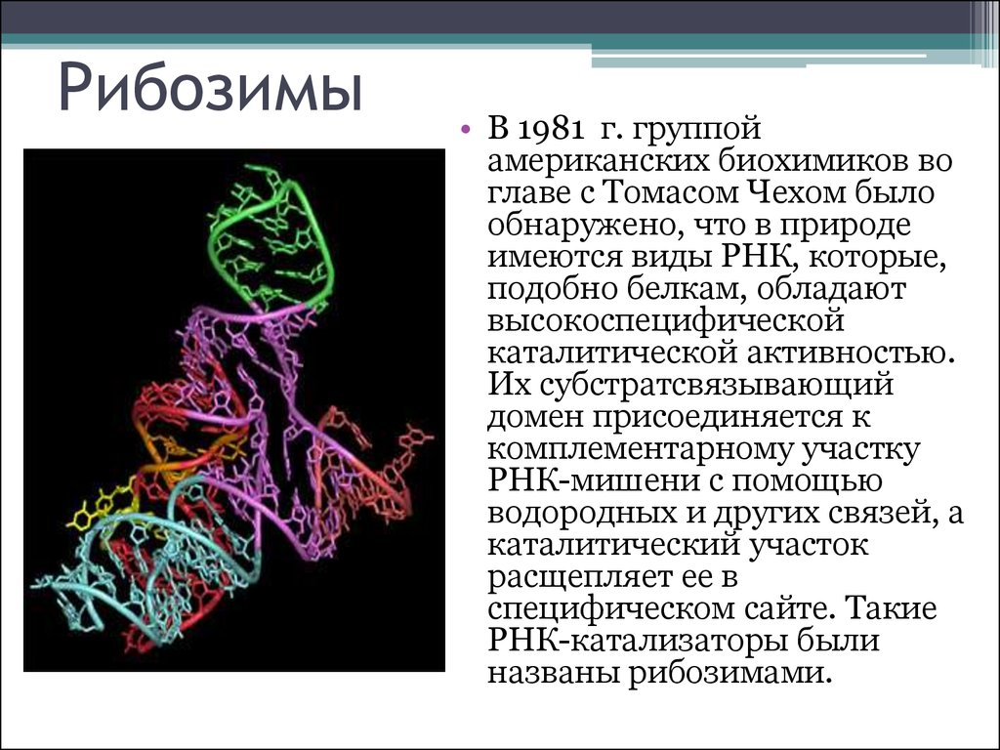 Рибозимы
• В 1981 г. группой
американских биохимиков во
главе с Томасом Чехом было
обнаружено, что в природе
имеются виды РНК, которые,
подобно белкам, обладают
высокоспецифической
каталитической активностью.
Их субстратсвязывающий
домен присоединяется к
комплементарному участку
РНК-мишени с помощью
водородных и других связей, а
каталитический участок
расщепляет ее в
специфическом сайте. Такие
РНК-катализаторы были
названы рибозимами.